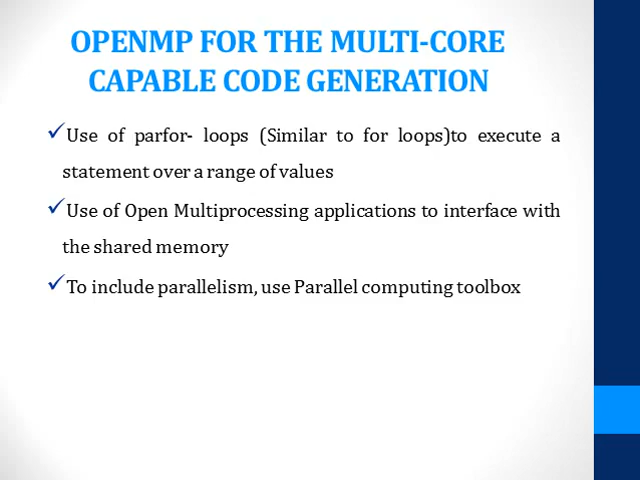 OPENMP FOR THE MULTI-CORE
CAPABLE CODE GENERATION
✓Use of parfor- loops (Similar to for loops)to execute a
statement over a range of values
✓Use of Open Multiprocessing applications to interface with
the shared memory
✓To include parallelism, use Parallel computing toolbox